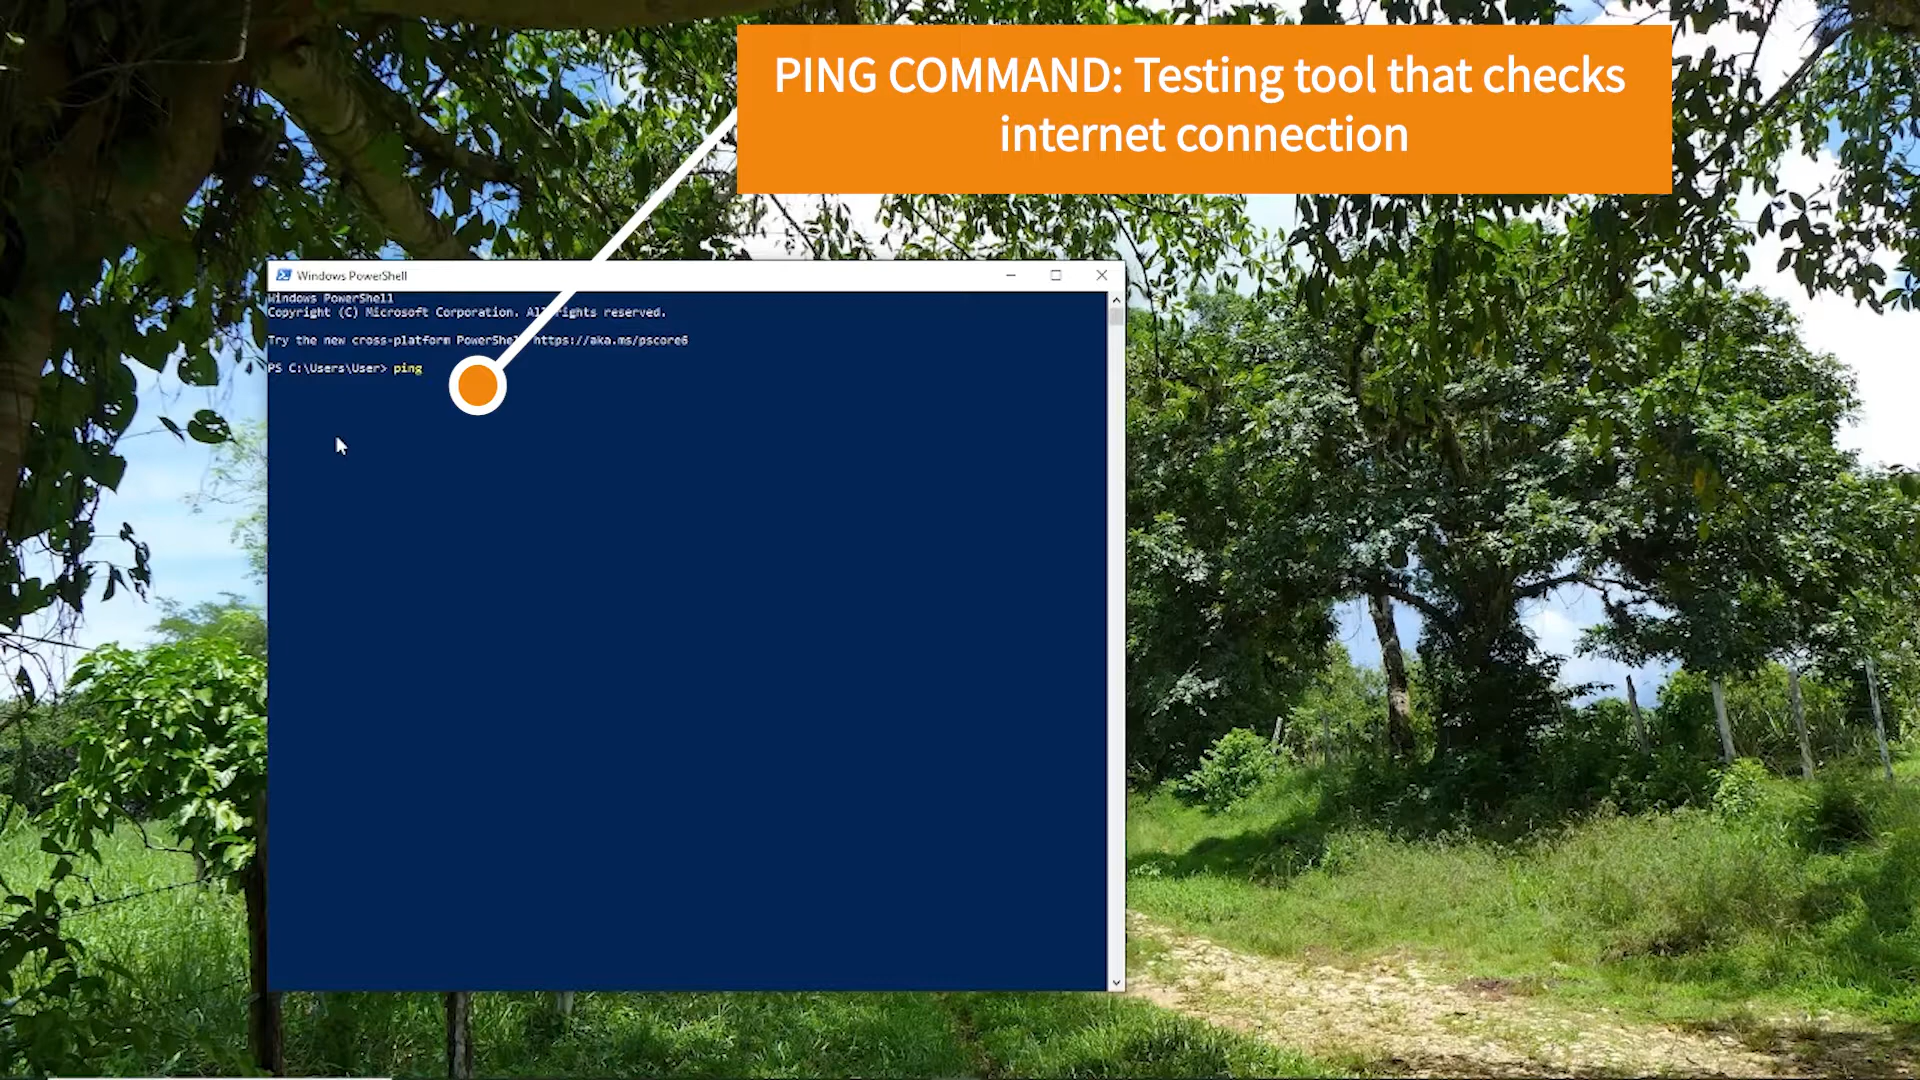 PING COMMAND: Testing tool that checks
internet connection
Windows PowerShell
Windows PowerShell
Copyright (C) Microsoft Corporation. All rights reserved.
Try the new cross-platform PowerShell https://aka.ms/pscore6
PS C:\Users\User> ping